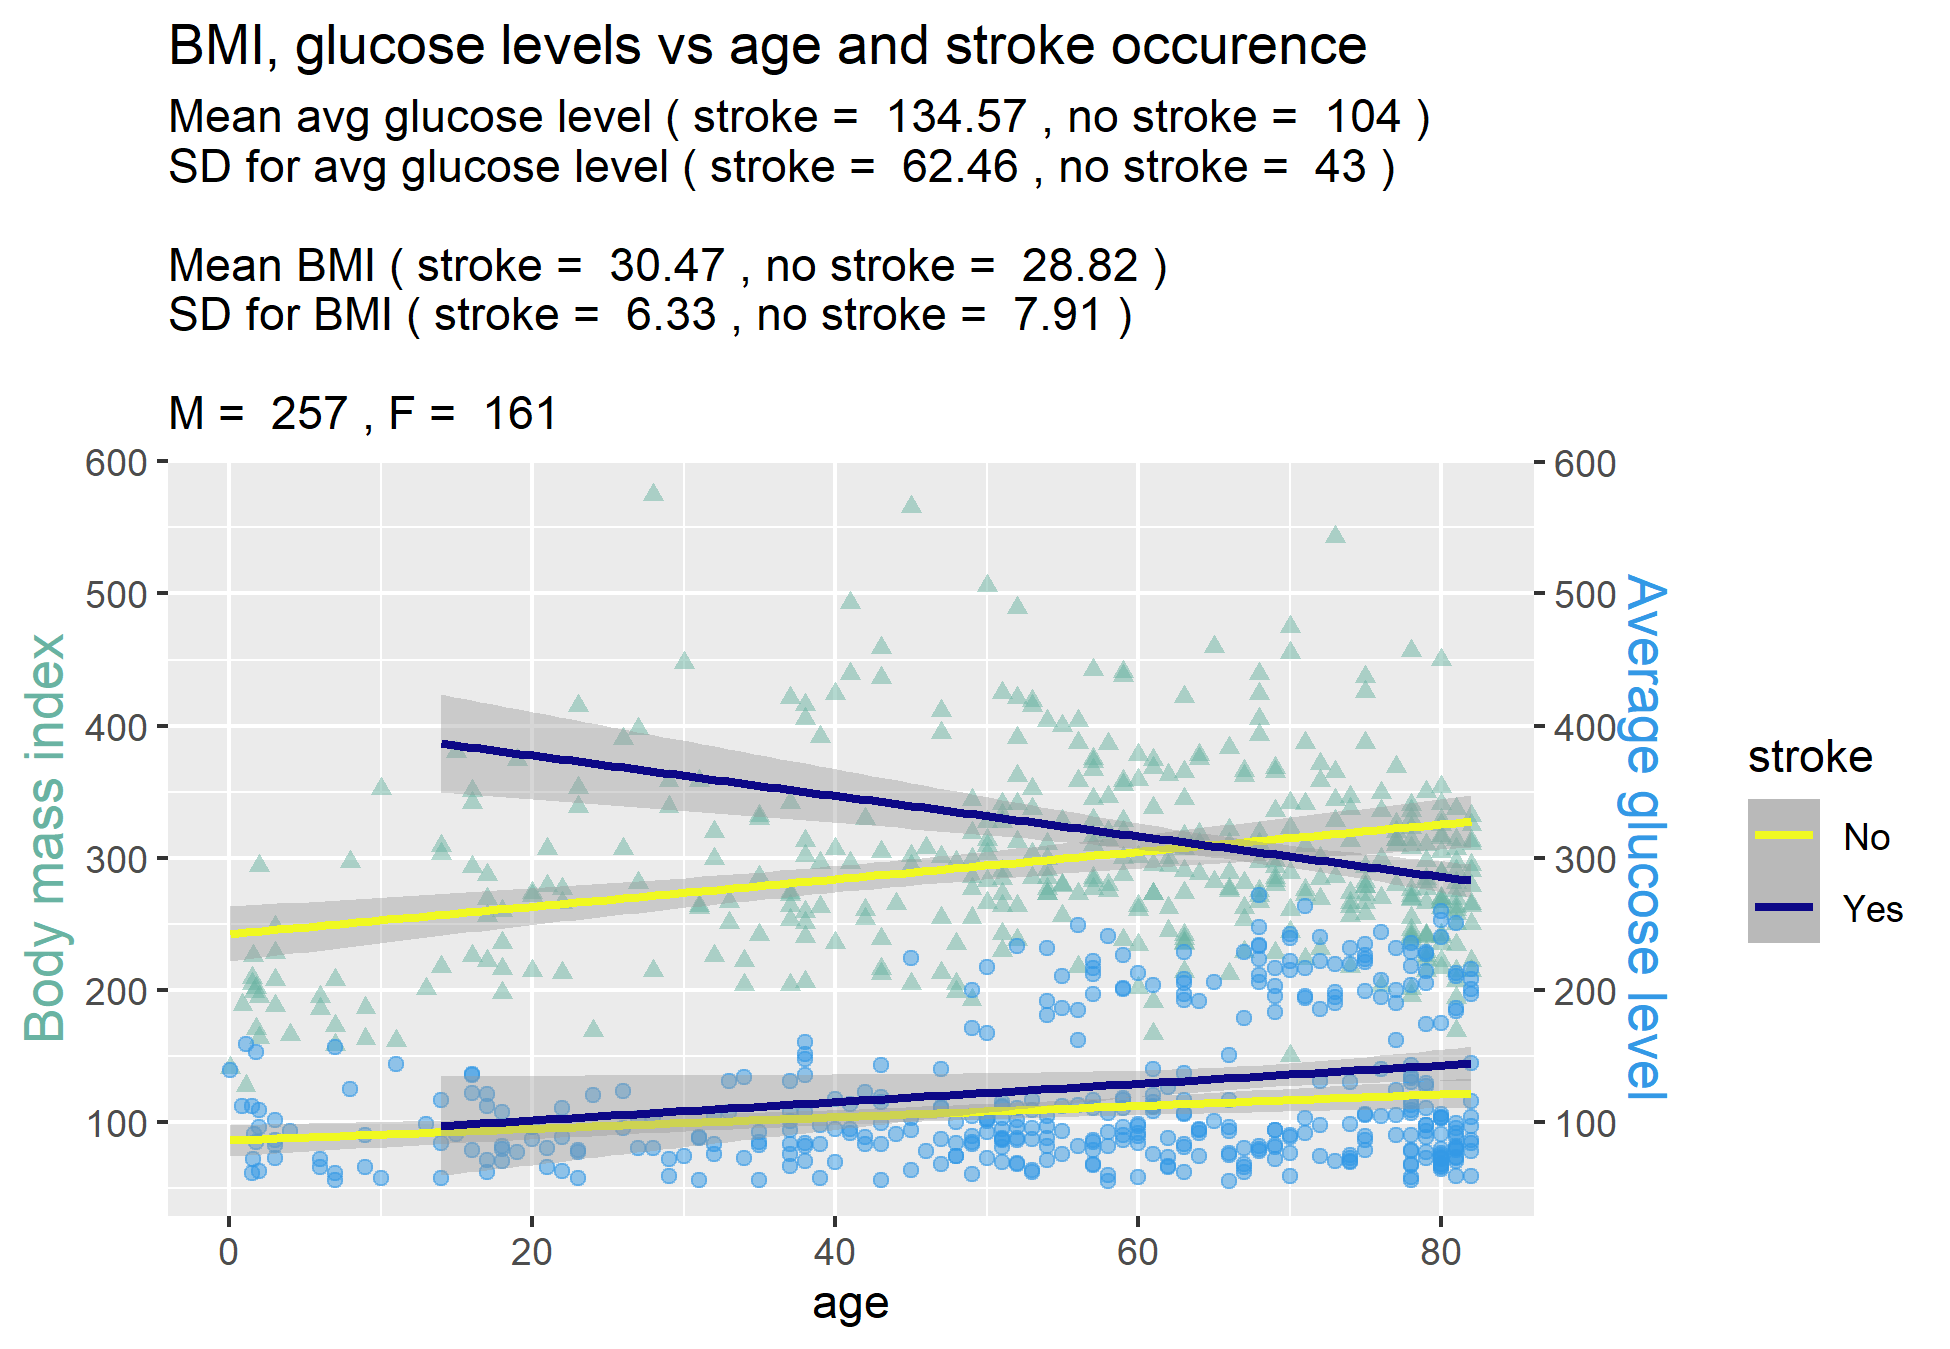 BMI, glucose levels vs age and stroke occurence
Mean avg glucose level ( stroke =  134.57 , no stroke =  104 )
SD for avg glucose level ( stroke =  62.46 , no stroke =  43 )
Mean BMI ( stroke =  30.47 , no stroke =  28.82 )
SD for BMI ( stroke =  6.33 , no stroke =  7.91 )
M =  257 , F =  161
Body mass index
600
500
400
300
200
100
600
500
400
300
200
100
Average glucose level
0
20
40
60
80
age
stroke
No
Yes